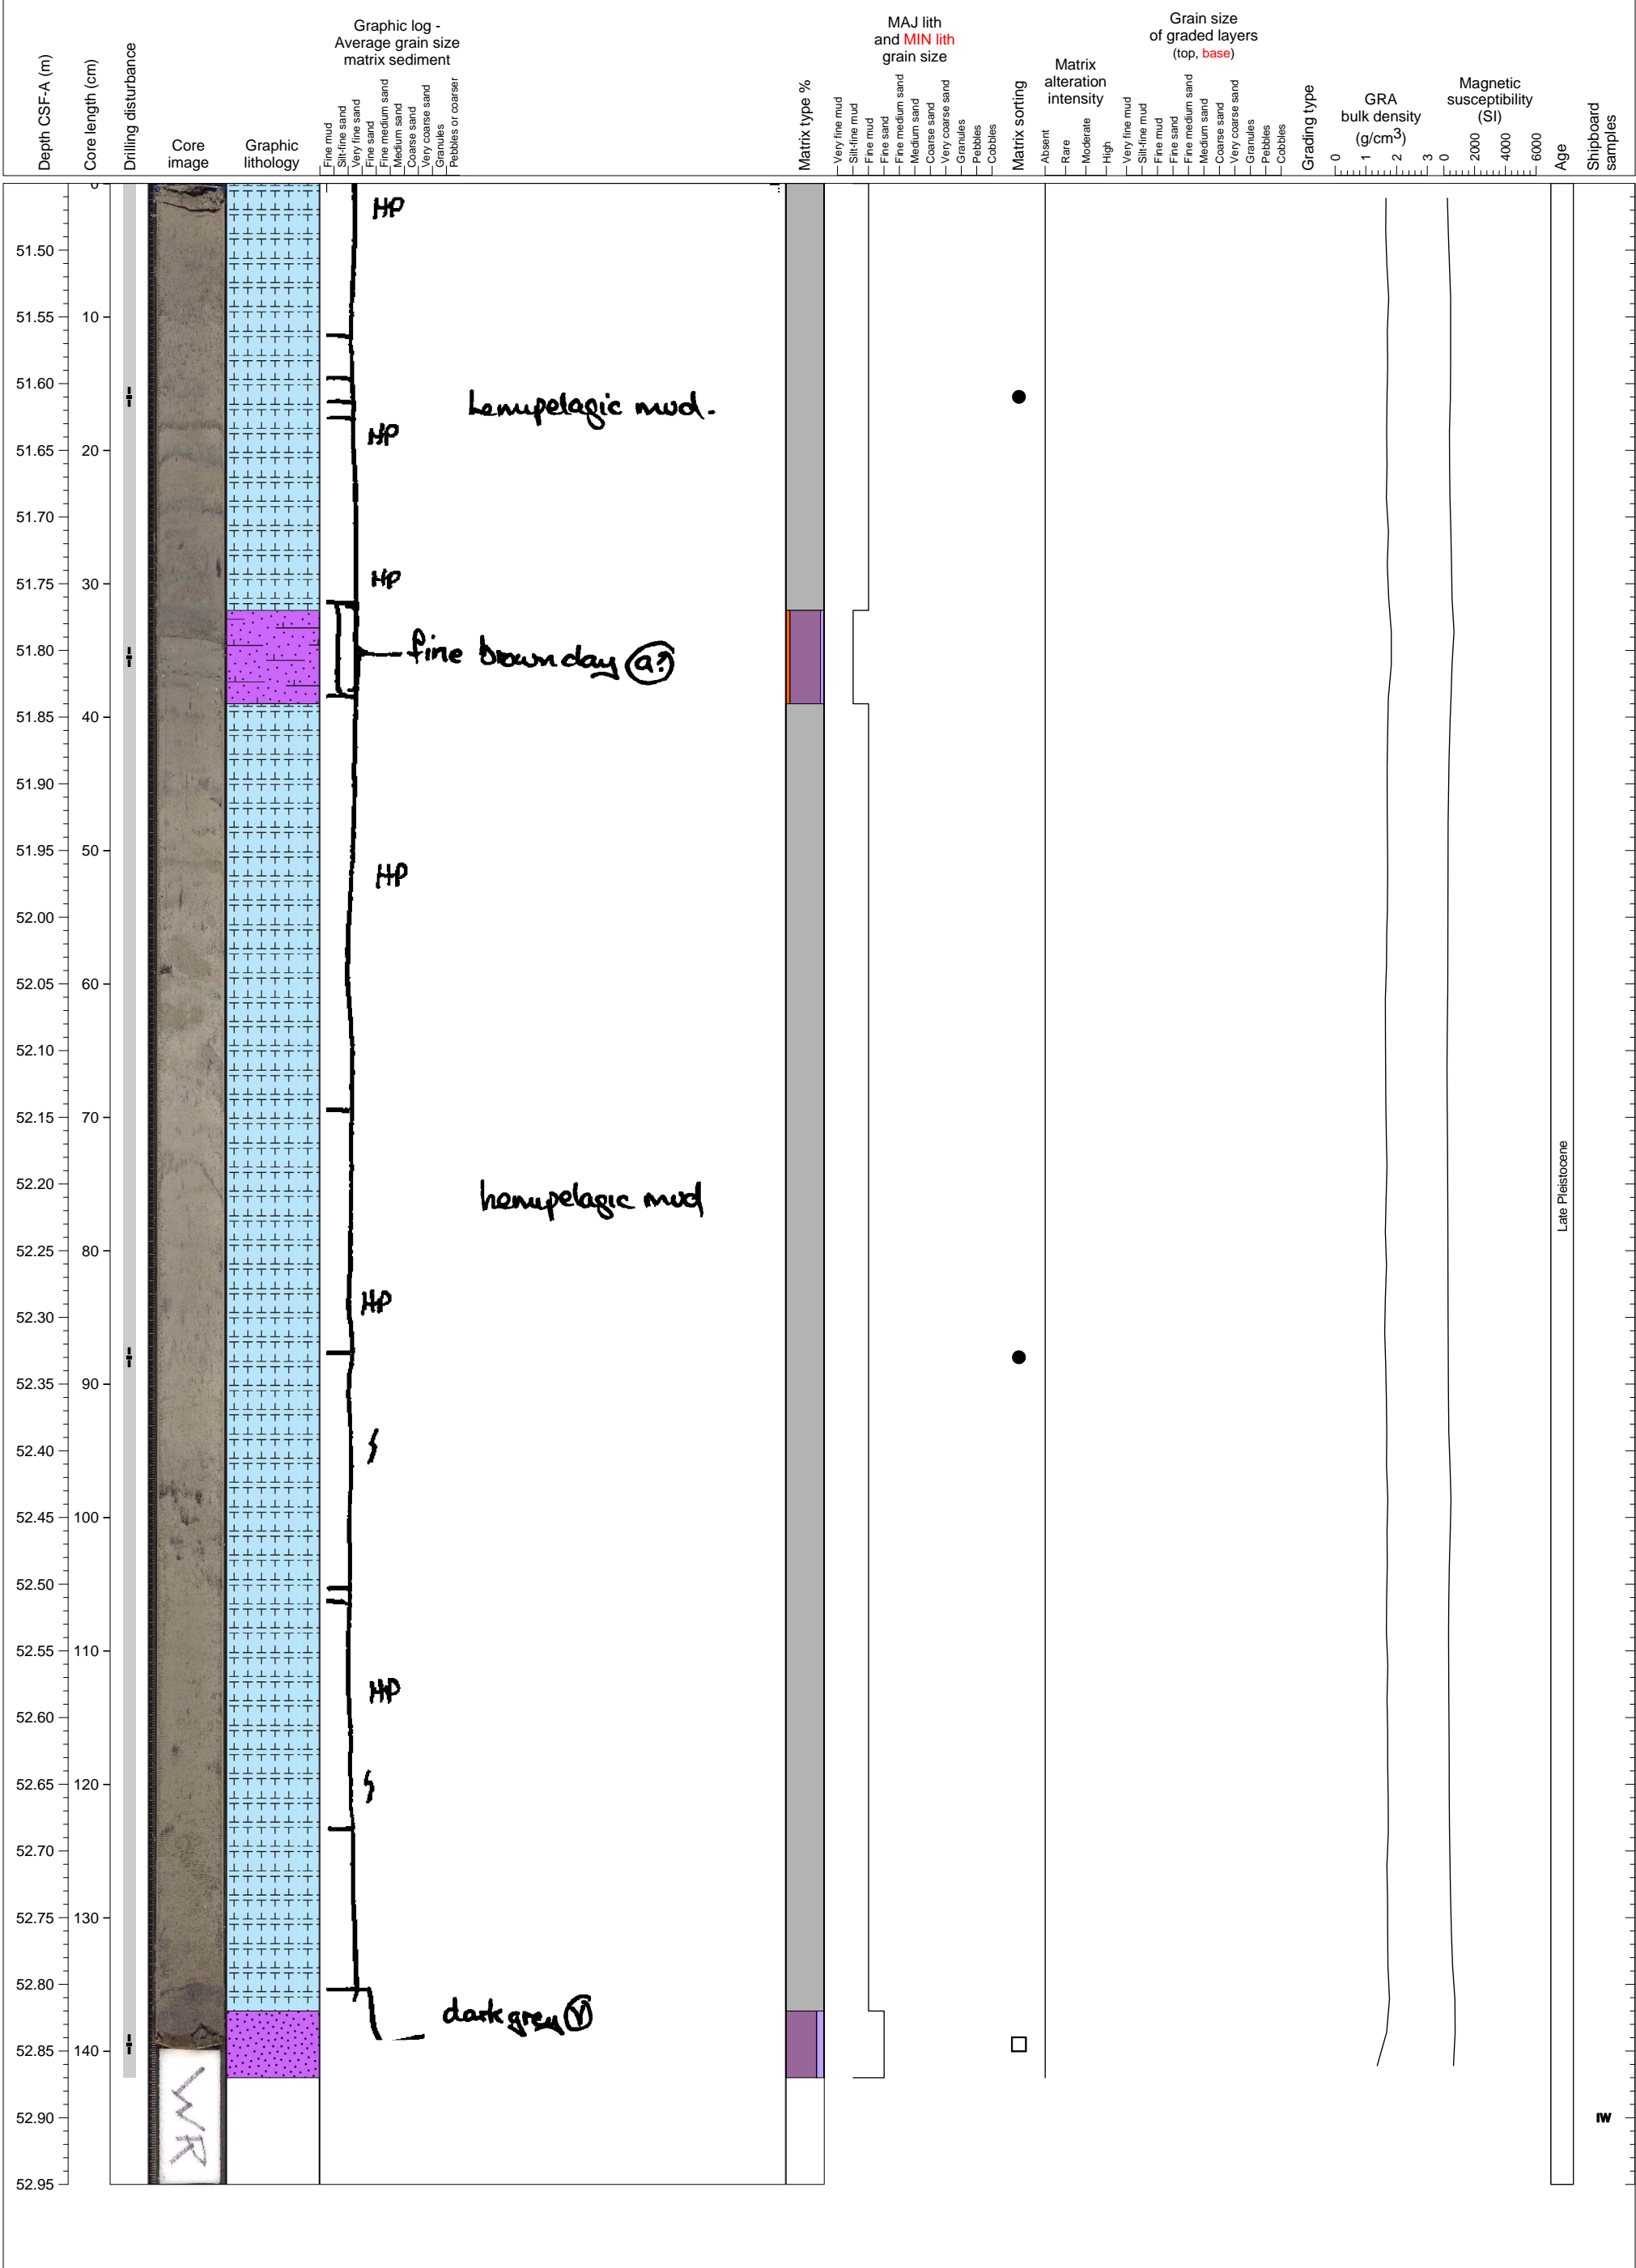 Depth CSF-A (m)
Core length (cm)
Drilling disturbance
Core
image
Graphic
lithology
Graphic log -
Average grain size
matrix sediment
Fine mud
Silt-fine sand
Very fine sand
Fine sand
Fine medium sand
Medium sand
Coarse sand
Very coarse sand
Granules
Pebbles or coarser
Matrix type %
MAJ lith
and MIN lith
grain size
Very fine mud
Silt-fine mud
Fine mud
Fine sand
Fine medium sand
Medium sand
Coarse sand
Very coarse sand
Granules
Pebbles
Cobbles
Matrix sorting
Matrix
alteration
intensity
Absent
Rare
Moderate
High
Grain size
of graded layers
(top, base)
Very fine mud
Silt-fine mud
Fine mud
Fine sand
Fine medium sand
Medium sand
Coarse sand
Very coarse sand
Granules
Pebbles
Cobbles
Grading type
GRA
bulk density
(g/cm3)
0 1 2 3
Magnetic
susceptibility
(SI)
0 2000 4000 6000
Age
Shipboard
samples
0
HP
51.50
51.55 10
51.60
hemipelagic mud.
HP
51.65 20
51.70
HP
51.75 30
51.80
fine brown clay a?
51.85 40
51.90
51.95 50
HP
52.00
52.05 60
52.10
52.15 70
Late Pleistocene
52.20
hemipelagic mud
52.25 80
HP
52.30
52.35 90
52.40
52.45 100
52.50
52.55 110
HP
52.60
52.65 120
52.70
52.75 130
52.80
dark grey V
52.85 140
WR
52.90
IW
52.95